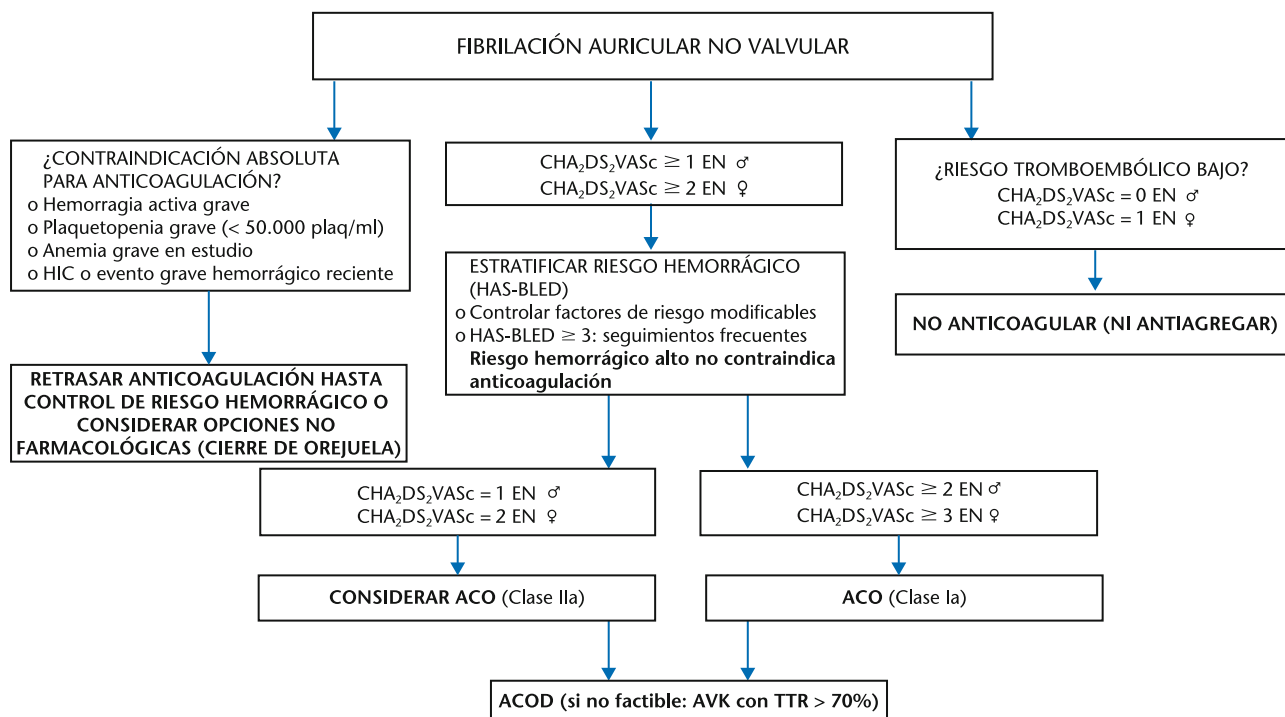 FIBRILACIÓN AURICULAR NO VALVULAR
¿CONTRAINDICACIÓN ABSOLUTA
PARA ANTICOAGULACIÓN?
o Hemorragia activa grave
o Plaquetopenia grave (< 50.000 plaq/ml)
o Anemia grave en estudio
o HIC o evento grave hemorrágico reciente
RETRASAR ANTICOAGULACIÓN HASTA
CONTROL DE RIESGO HEMORRÁGICO O
CONSIDERAR OPCIONES NO
FARMACOLÓGICAS (CIERRE DE OREJUELA)
CHA₂DS₂VASc ≥ 1 EN ♂
CHA₂DS₂VASc ≥ 2 EN ♀
ESTRATIFICAR RIESGO HEMORRÁGICO
(HAS-BLED)
o Controlar factores de riesgo modificables
o HAS-BLED ≥ 3: seguimientos frecuentes
Riesgo hemorrágico alto no contraindica
anticoagulación
¿RIESGO TROMBOEMBÓLICO BAJO?
CHA₂DS₂VASc = 0 EN ♂
CHA₂DS₂VASc = 1 EN ♀
NO ANTICOAGULAR (NI ANTIAGREGAR)
CHA₂DS₂VASc = 1 EN ♂
CHA₂DS₂VASc = 2 EN ♀
CHA₂DS₂VASc ≥ 2 EN ♂
CHA₂DS₂VASc ≥ 3 EN ♀
CONSIDERAR ACO (Clase IIa)
ACO (Clase Ia)
ACOD (si no factible: AVK con TTR > 70%)